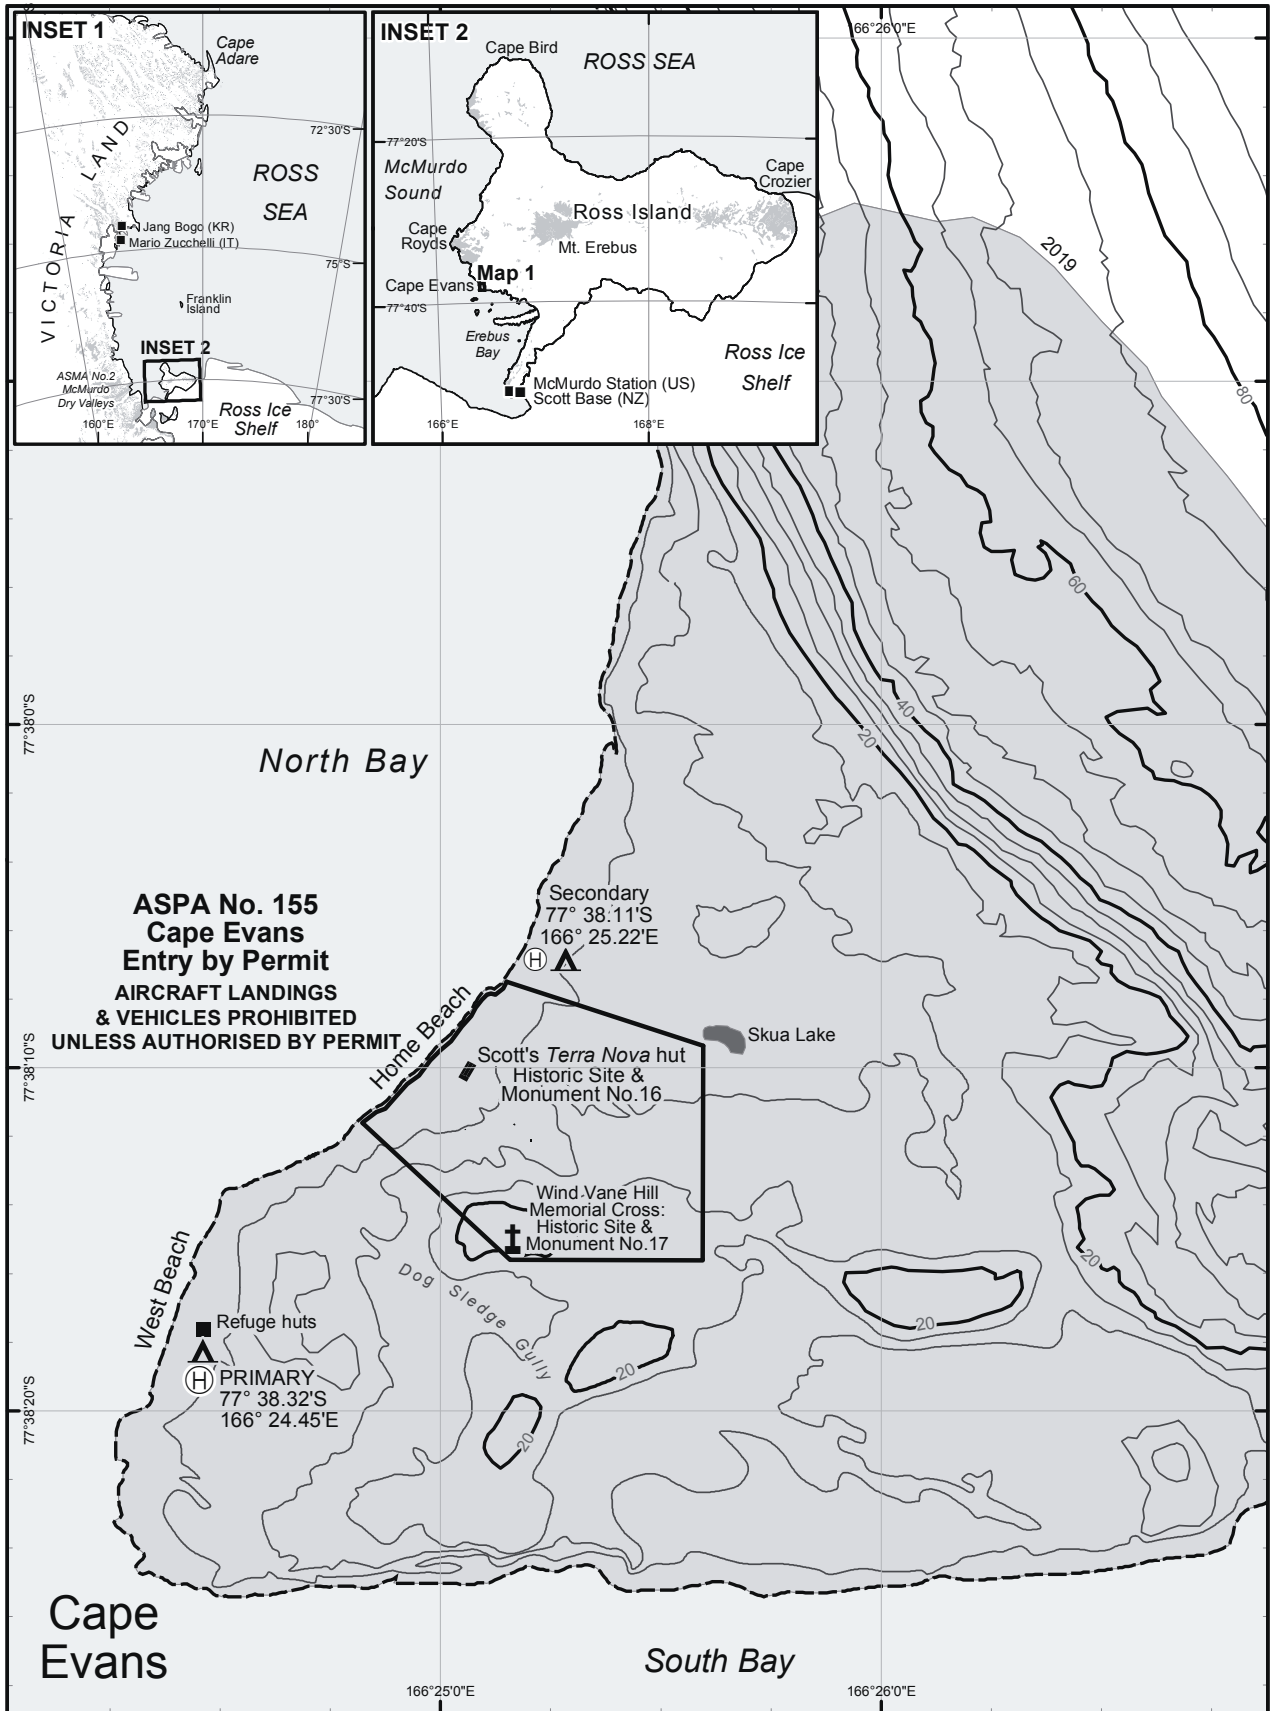 INSET 1
Cape
Adare
72°30'S
VICTORIA LAND
ROSS
SEA
Jang Bogo (KR)
Mario Zucchelli (IT)
75°S
Franklin
Island
INSET 2
ASMA No.2
McMurdo
Dry Valleys
77°30'S
Ross Ice
Shelf
160°E
170°E
180°
INSET 2
Cape Bird
ROSS SEA
77°20'S
McMurdo
Sound
Cape
Crozier
Ross Island
Cape
Royds
Mt. Erebus
Map 1
Cape Evans
77°40'S
Erebus
Bay
Ross Ice
Shelf
McMurdo Station (US)
Scott Base (NZ)
166°E
168°E
166°26'0"E
2019
80
60
40
20
77°38'0"S
North Bay
ASPA No. 155
Cape Evans
Entry by Permit
AIRCRAFT LANDINGS
& VEHICLES PROHIBITED
UNLESS AUTHORISED BY PERMIT
Secondary
77° 38.11'S
166° 25.22'E
H
Home Beach
Skua Lake
77°38'10"S
Scott's Terra Nova hut
Historic Site &
Monument No.16
Wind Vane Hill
Memorial Cross:
Historic Site &
Monument No.17
West Beach
Dog Sledge Gully
20
20
20
20
Refuge huts
H
PRIMARY
77° 38.32'S
166° 24.45'E
77°38'20"S
Cape
Evans
South Bay
166°25'0"E
166°26'0"E